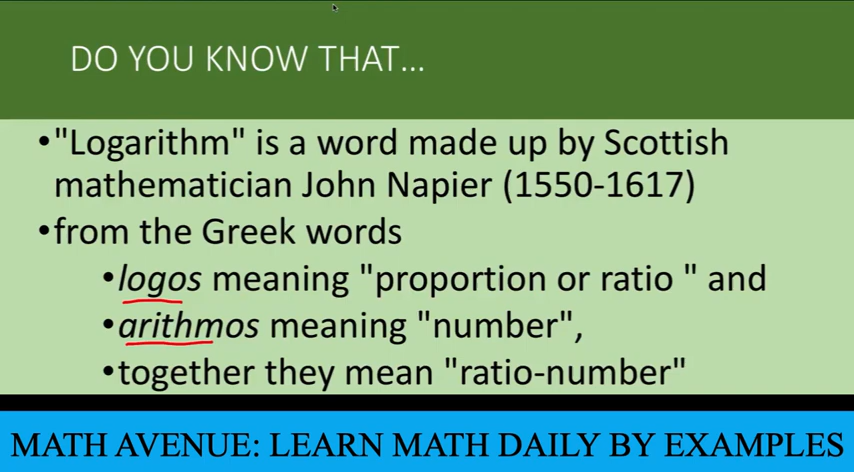 DO YOU KNOW THAT...
•"Logarithm" is a word made up by Scottish
mathematician John Napier (1550-1617)
•from the Greek words
•logos meaning "proportion or ratio " and
•arithmos meaning "number",
•together they mean "ratio-number"
MATH AVENUE: LEARN MATH DAILY BY EXAMPLES